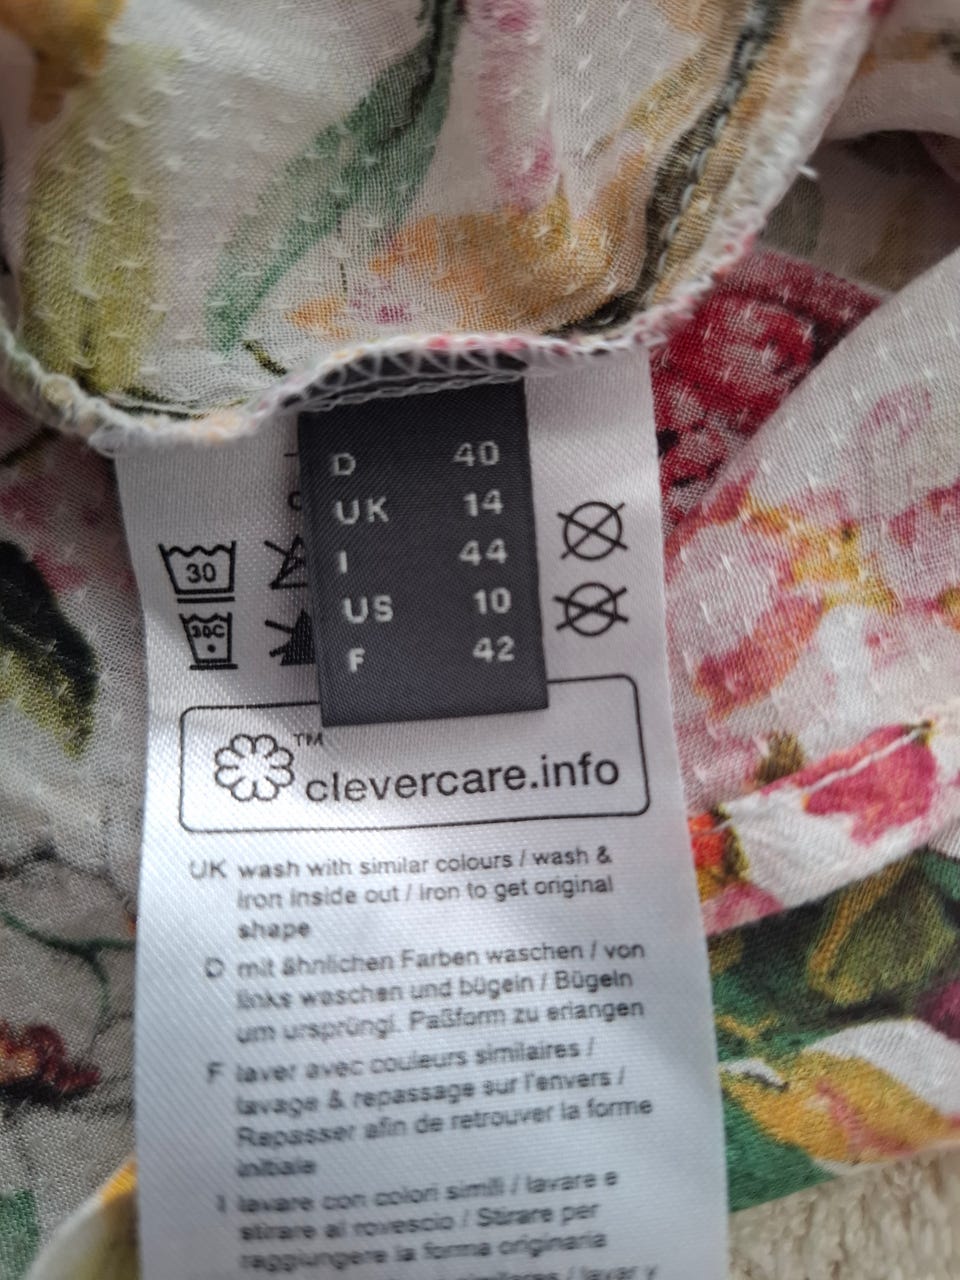 D 40
UK 14
I 44
US 10
F 42
30
30C
™
clevercare.info
UK wash with similar colours / wash &
iron inside out / iron to get original
shape
D mit ähnlichen Farben waschen / von
links waschen und bügeln / Bügeln
um ursprüngl. Paßform zu erlangen
F laver avec couleurs similaires /
lavage & repassage sur l'envers /
Repasser afin de retrouver la forme
initiale
I lavare con colori simili / lavare e
stirare al rovescio / Stirare per
raggiungere la forma originaria
similares / lavar y